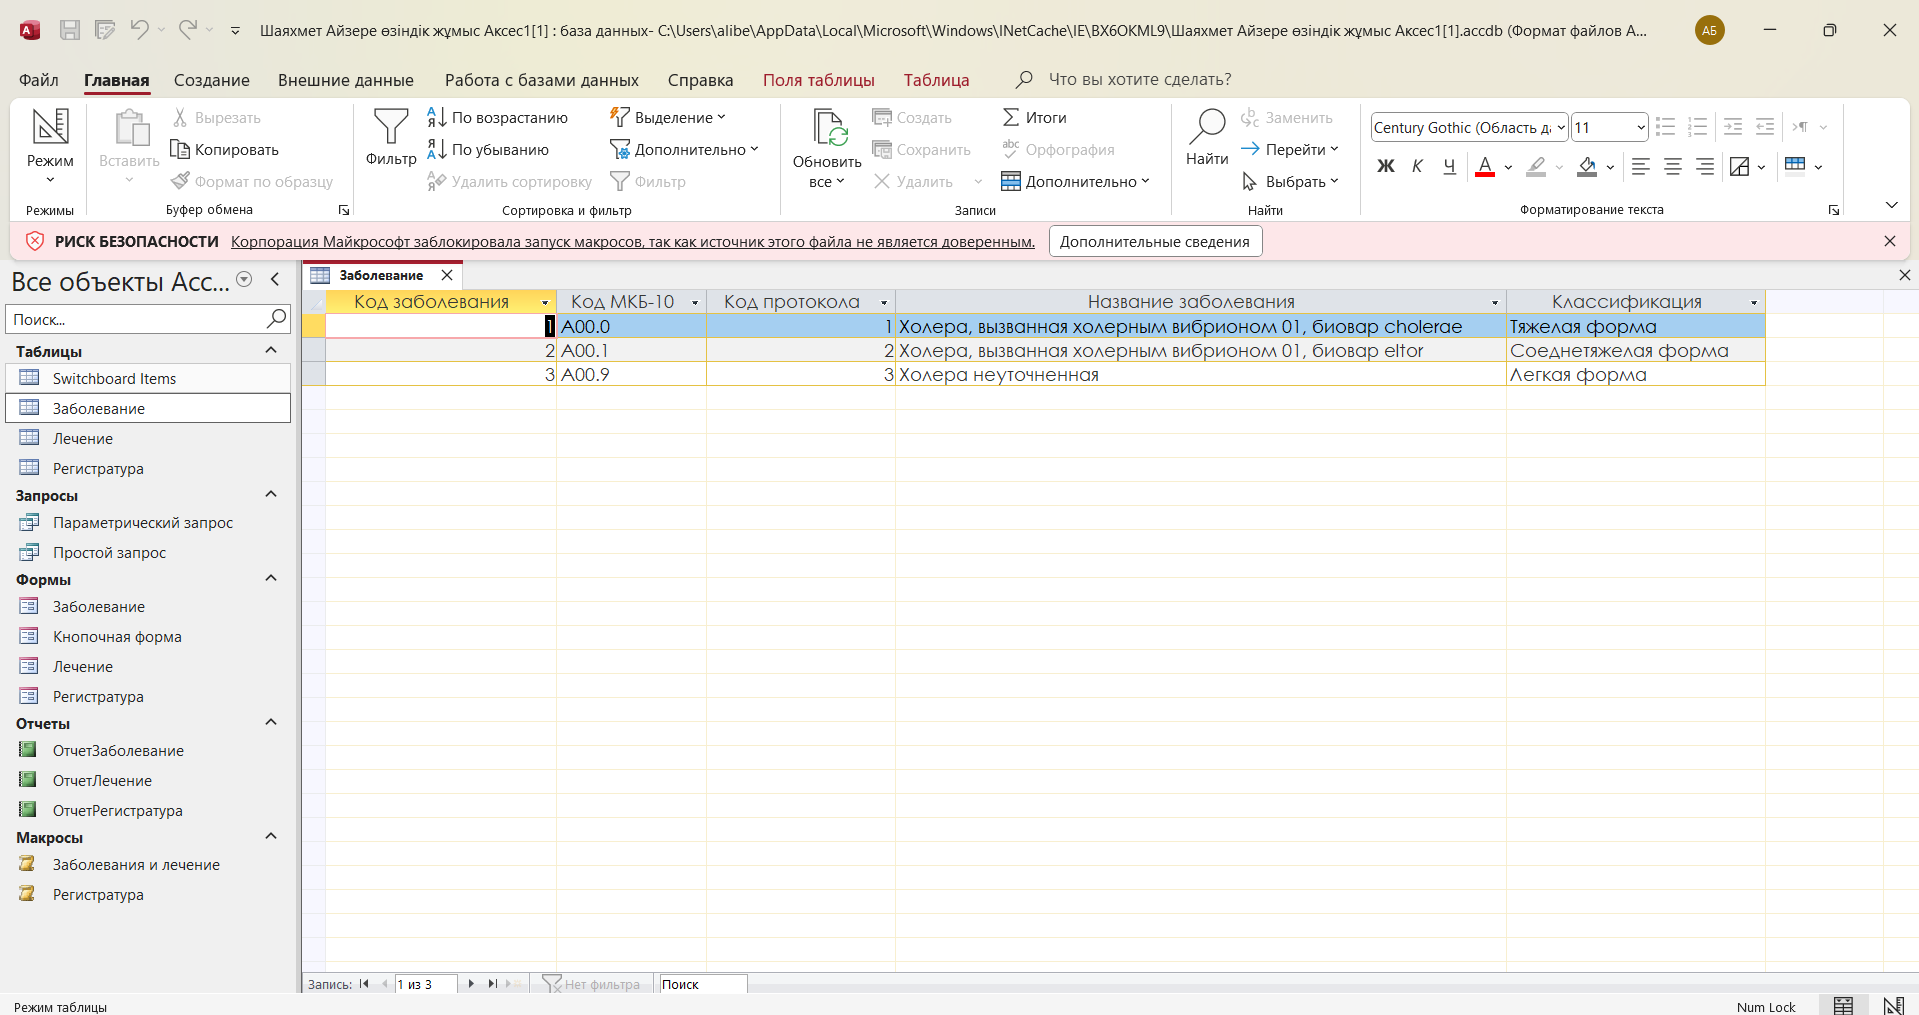 Шаяхмет Айзере өзіндік жұмыс Аксес1[1] : база данных- C:\Users\alibe\AppData\Local\Microsoft\Windows\INetCache\IE\BX6OKML9\Шаяхмет Айзере өзіндік жұмыс Аксес1[1].accdb (Формат файлов A...
АБ
Файл Главная Создание Внешние данные Работа с базами данных Справка Поля таблицы Таблица Что вы хотите сделать?
Режим
Режимы
Вставить
Вырезать
Копировать
Формат по образцу
Буфер обмена
Фильтр
По возрастанию
По убыванию
Удалить сортировку
Выделение
Дополнительно
Фильтр
Сортировка и фильтр
Обновить
все
Создать
Сохранить
Удалить
Итоги
Орфография
Дополнительно
Записи
Найти
Заменить
Перейти
Выбрать
Найти
Century Gothic (Область да
11
Ж К Ч
Форматирование текста
РИСК БЕЗОПАСНОСТИ Корпорация Майкрософт заблокировала запуск макросов, так как источник этого файла не является доверенным. Дополнительные сведения
Все объекты Acc...
Поиск...
Таблицы
Switchboard Items
Заболевание
Лечение
Регистратура
Запросы
Параметрический запрос
Простой запрос
Формы
Заболевание
Кнопочная форма
Лечение
Регистратура
Отчеты
ОтчетЗаболевание
ОтчетЛечение
ОтчетРегистратура
Макросы
Заболевания и лечение
Регистратура
Заболевание
Код заболевания Код МКБ-10 Код протокола Название заболевания Классификация
1 A00.0 1 Холера, вызванная холерным вибрионом 01, биовар cholerae Тяжелая форма
2 A00.1 2 Холера, вызванная холерным вибрионом 01, биовар eltor Соеднетяжелая форма
3 A00.9 3 Холера неуточненная Легкая форма
Запись: 1 из 3 Нет фильтра Поиск
Режим таблицы
Num Lock